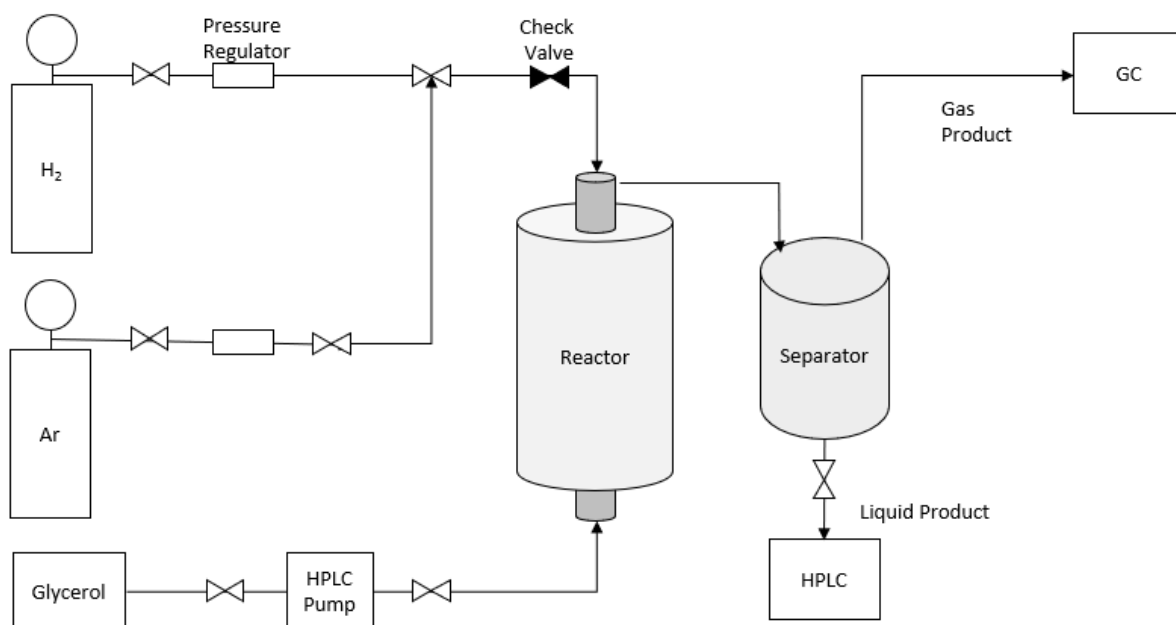 Pressure
Regulator
Check
Valve
GC
Gas
Product
H₂
Reactor
Separator
Ar
Liquid Product
Glycerol
HPLC
Pump
HPLC